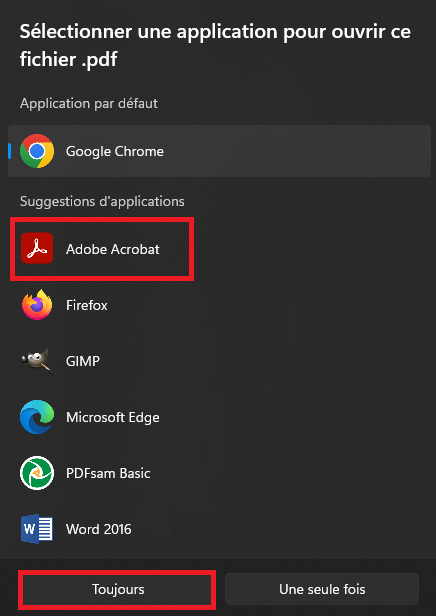 Sélectionner une application pour ouvrir ce
fichier .pdf
Application par défaut
Google Chrome
Suggestions d'applications
Adobe Acrobat
Firefox
GIMP
Microsoft Edge
PDFsam Basic
W
Word 2016
Toujours
Une seule fois